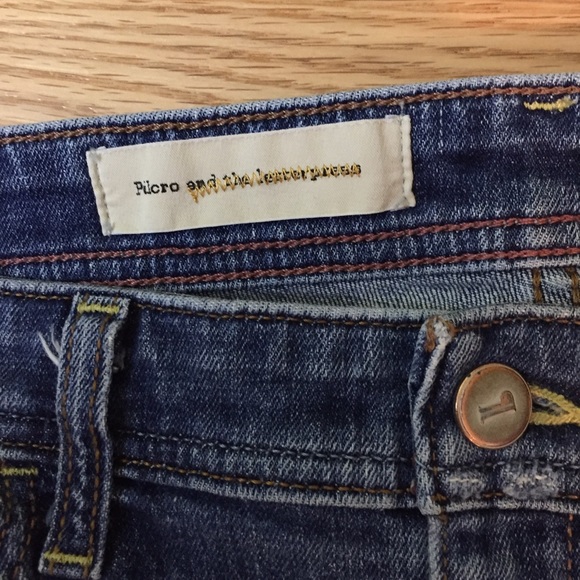 Pilcro and the letterpress
L